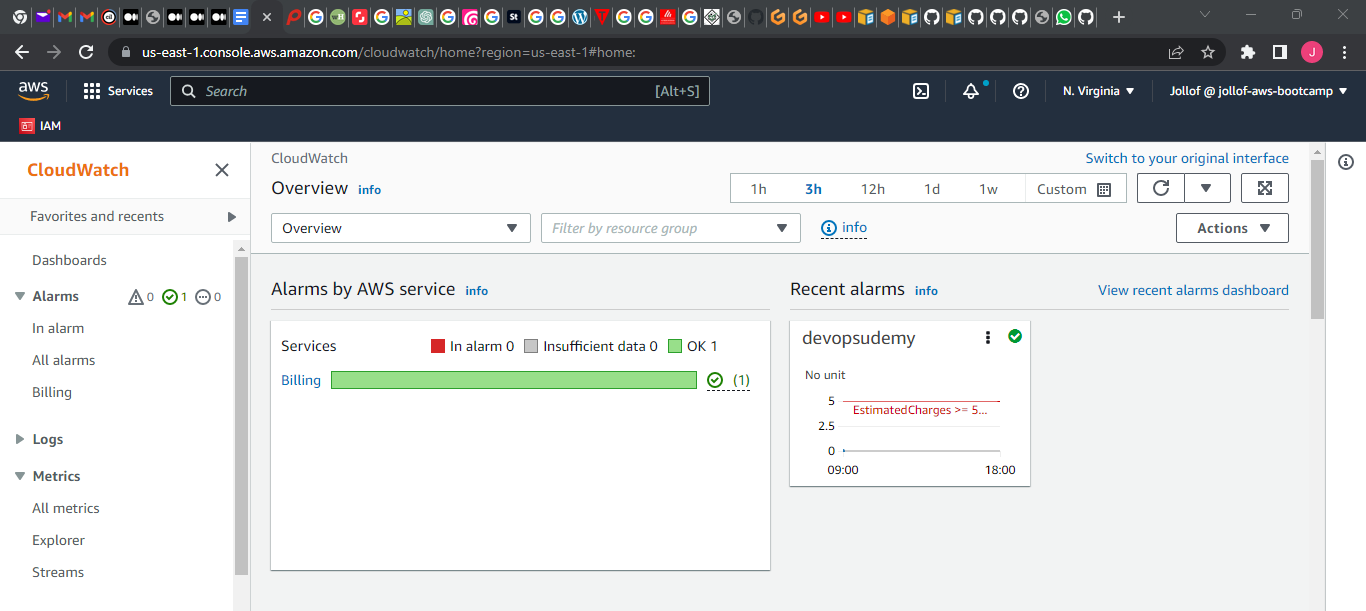 us-east-1.console.aws.amazon.com/cloudwatch/home?region=us-east-1#home:
J
aws
Services
Search
[Alt+S]
N. Virginia
Jollof @ jollof-aws-bootcamp
IAM
CloudWatch
Favorites and recents
Dashboards
Alarms 0 1 0
In alarm
All alarms
Billing
Logs
Metrics
All metrics
Explorer
Streams
CloudWatch
Switch to your original interface
Overview info
1h 3h 12h 1d 1w Custom
Overview
Filter by resource group
info
Actions
Alarms by AWS service info
Services
In alarm 0 Insufficient data 0 OK 1
Billing (1)
Recent alarms info
View recent alarms dashboard
devopsudemy
No unit
5
EstimatedCharges >= 5...
2.5
0
09:00 18:00